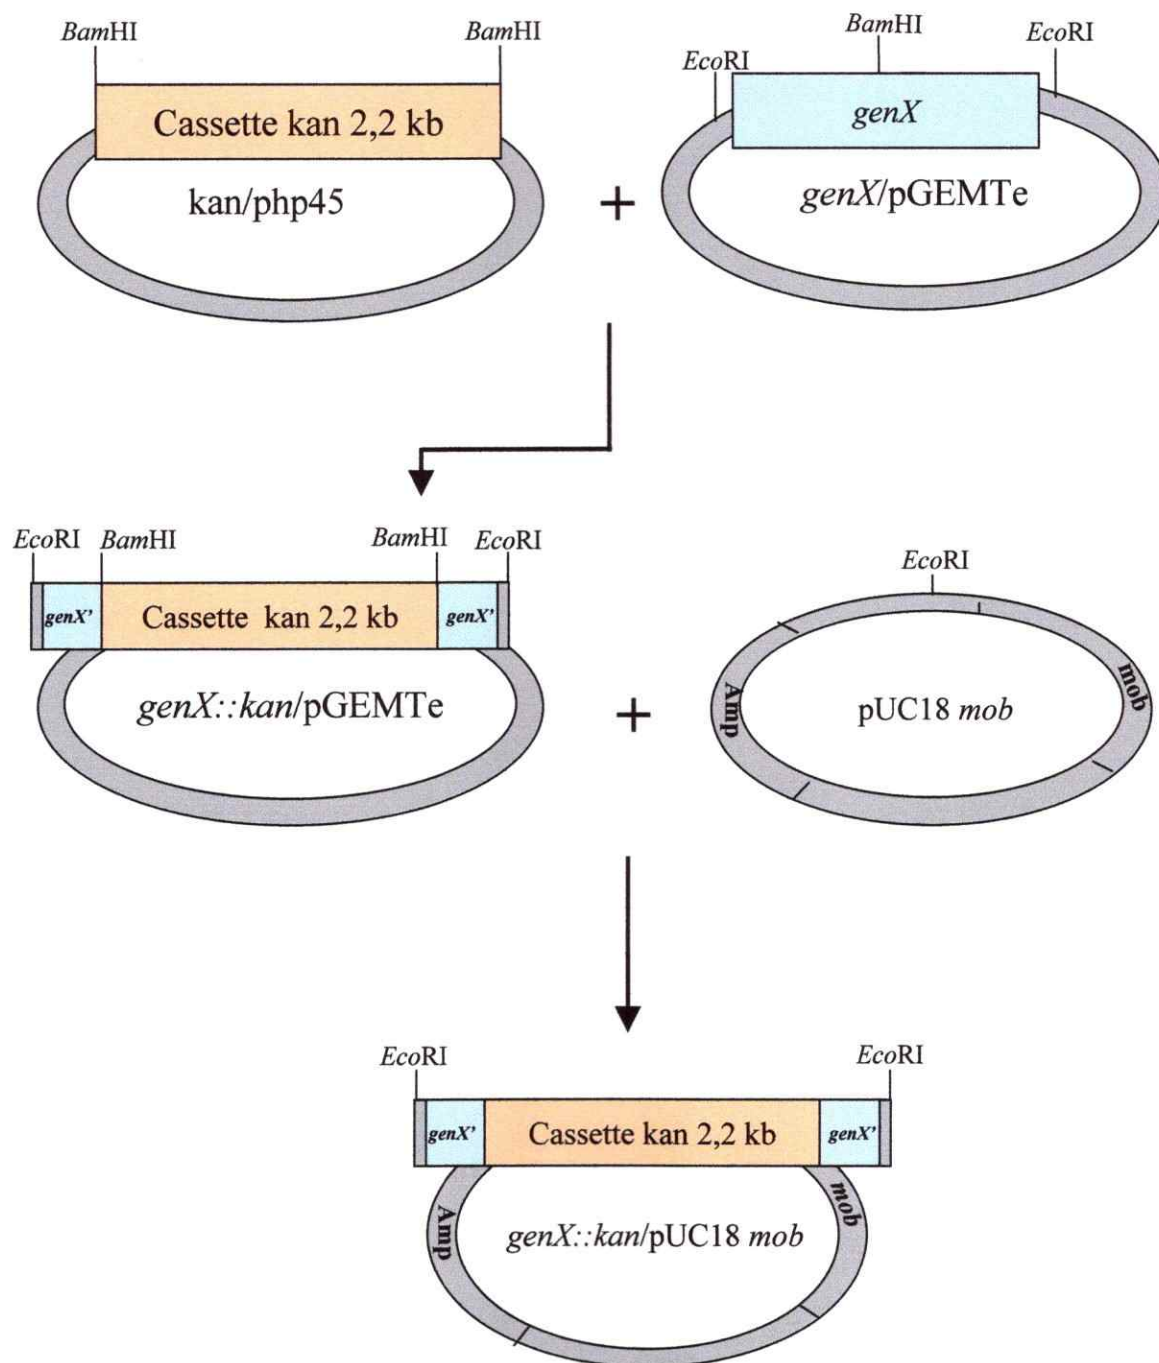 BamHI
BamHI
Cassette kan 2,2 kb
kan/php45
+
EcoRI
BamHI
EcoRI
genX
genX/pGEMTe
EcoRI
BamHI
BamHI
EcoRI
genX'
Cassette kan 2,2 kb
genX'
genX::kan/pGEMTe
+
EcoRI
Amp
mob
pUC18 mob
EcoRI
EcoRI
genX'
Cassette kan 2,2 kb
genX'
Amp
mob
genX::kan/pUC18 mob